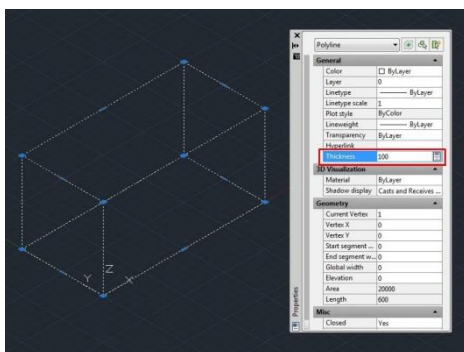 Polyline
General
Color ByLayer
Layer 0
Linetype ByLayer
Linetype scale 1
Plot style ByColor
Lineweight ByLayer
Transparency ByLayer
Hyperlink
Thickness 100
3D Visualization
Material ByLayer
Shadow display Casts and Receives ...
Geometry
Current Vertex 1
Vertex X 0
Vertex Y 0
Start segment ... 0
End segment w... 0
Global width 0
Elevation 0
Area 20000
Length 600
Misc
Closed Yes
Properties
Z
Y X